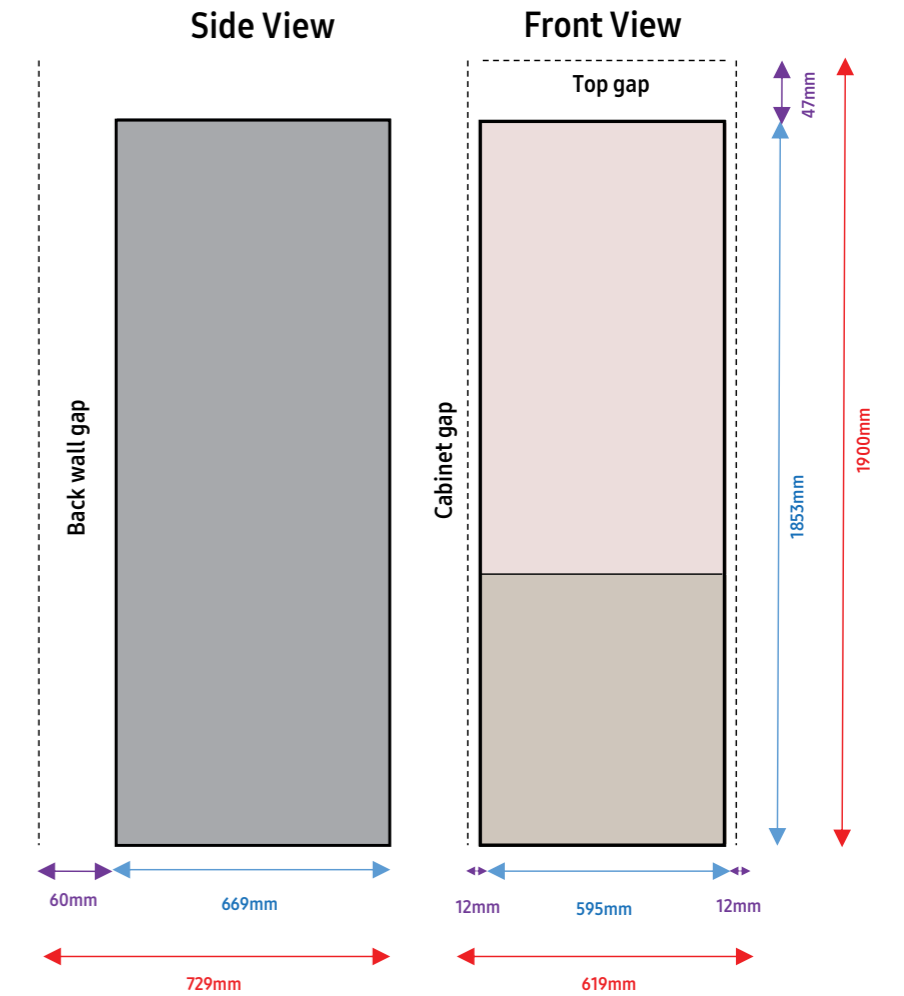 Side View
Front View
Top gap
47mm
Back wall gap
Cabinet gap
1853mm
1900mm
60mm
669mm
12mm
595mm
12mm
729mm
619mm